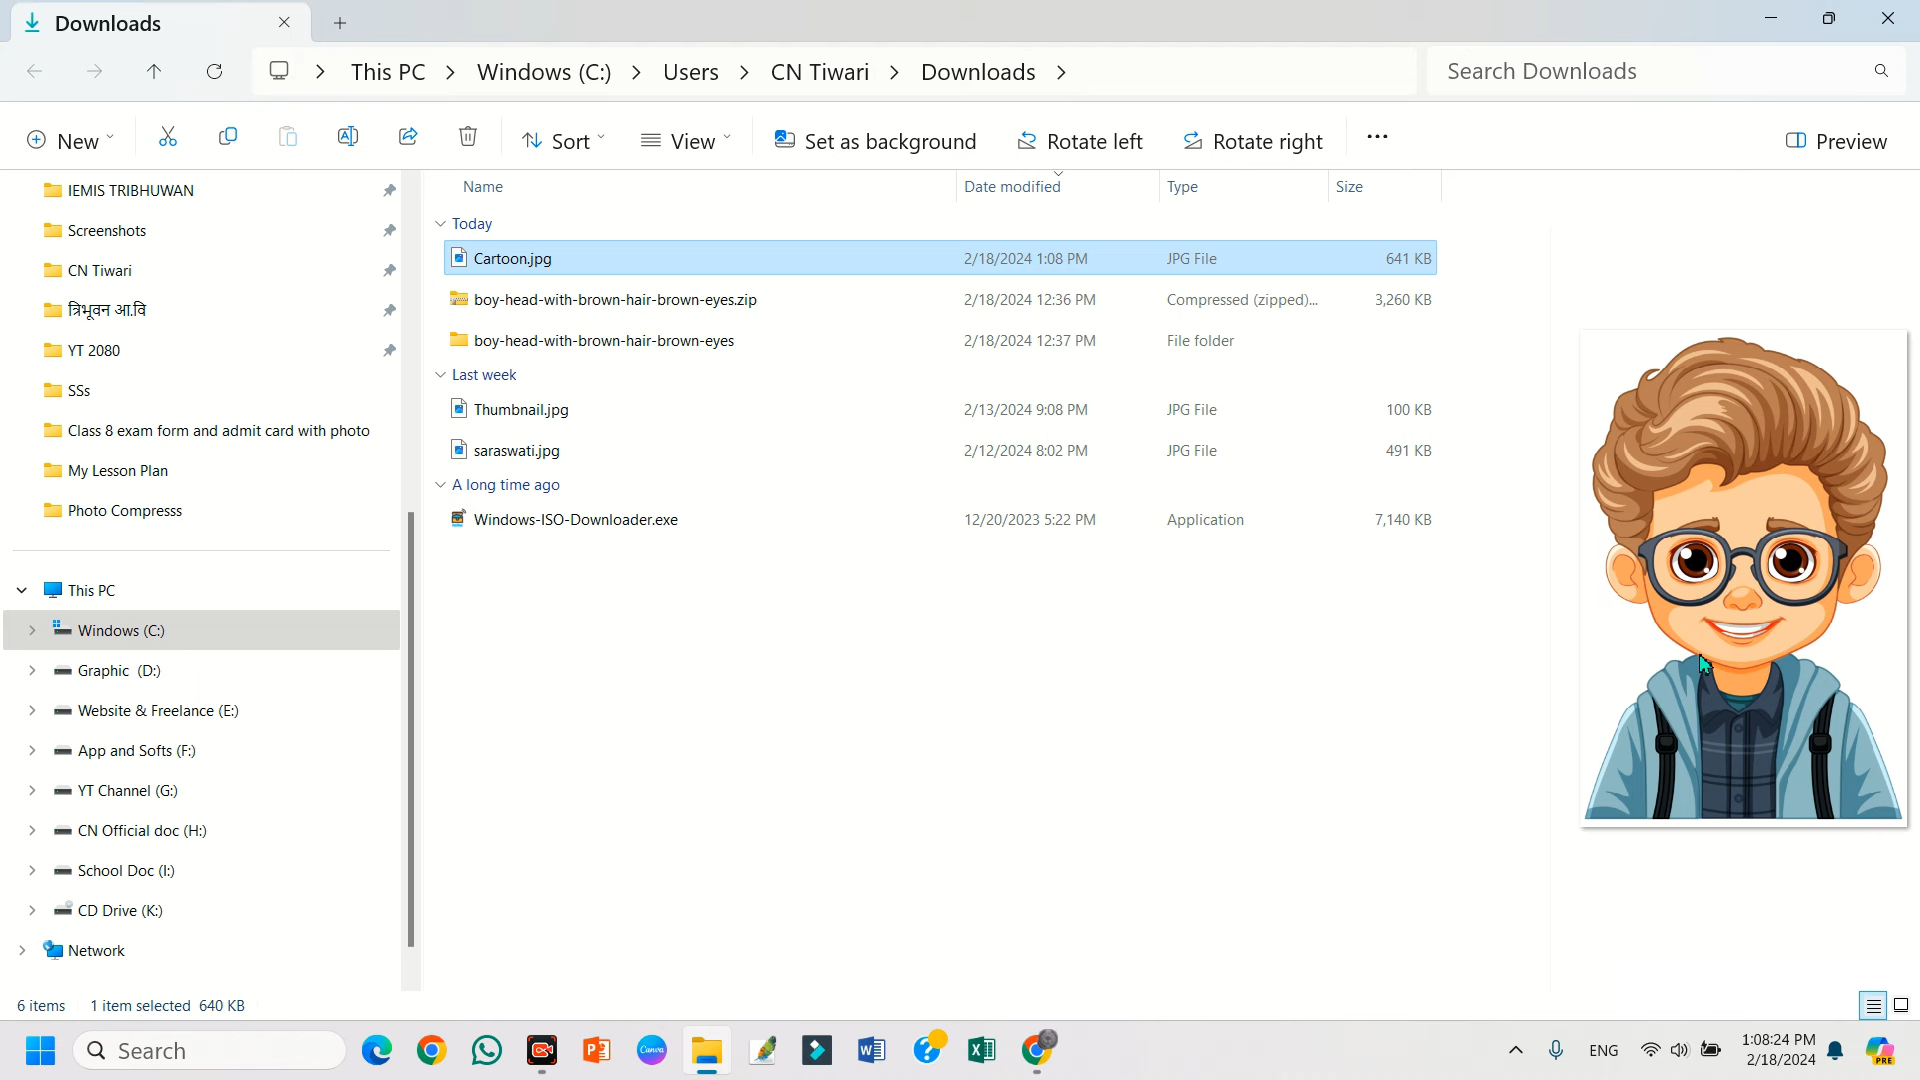 Downloads
This PC Windows (C:) Users CN Tiwari Downloads Search Downloads
New Sort View Set as background Rotate left Rotate right Preview
IEMIS TRIBHUWAN
Screenshots
CN Tiwari
त्रिभूवन आ.वि
YT 2080
SSs
Class 8 exam form and admit card with photo
My Lesson Plan
Photo Compresss
This PC
Windows (C:)
Graphic (D:)
Website & Freelance (E:)
App and Softs (F:)
YT Channel (G:)
CN Official doc (H:)
School Doc (I:)
CD Drive (K:)
Network
Name Date modified Type Size
Today
Cartoon.jpg 2/18/2024 1:08 PM JPG File 641 KB
boy-head-with-brown-hair-brown-eyes.zip 2/18/2024 12:36 PM Compressed (zipped)... 3,260 KB
boy-head-with-brown-hair-brown-eyes 2/18/2024 12:37 PM File folder
Last week
Thumbnail.jpg 2/13/2024 9:08 PM JPG File 100 KB
saraswati.jpg 2/12/2024 8:02 PM JPG File 491 KB
A long time ago
Windows-ISO-Downloader.exe 12/20/2023 5:22 PM Application 7,140 KB
6 items 1 item selected 640 KB
Search Canva ENG 1:08:24 PM
2/18/2024 PRE